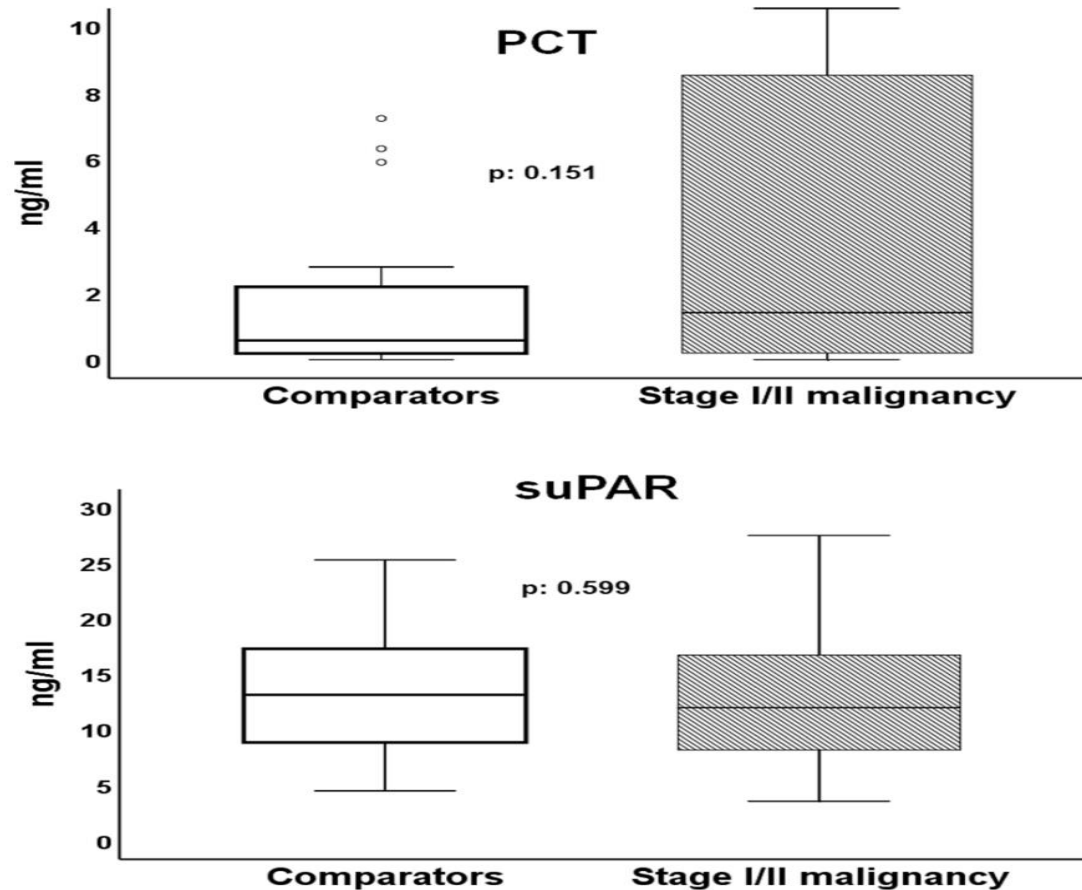 PCT
ng/ml
10
8
6
4
2
0
p: 0.151
Comparators
Stage I/II malignancy
suPAR
ng/ml
30
25
20
15
10
5
0
p: 0.599
Comparators
Stage I/II malignancy